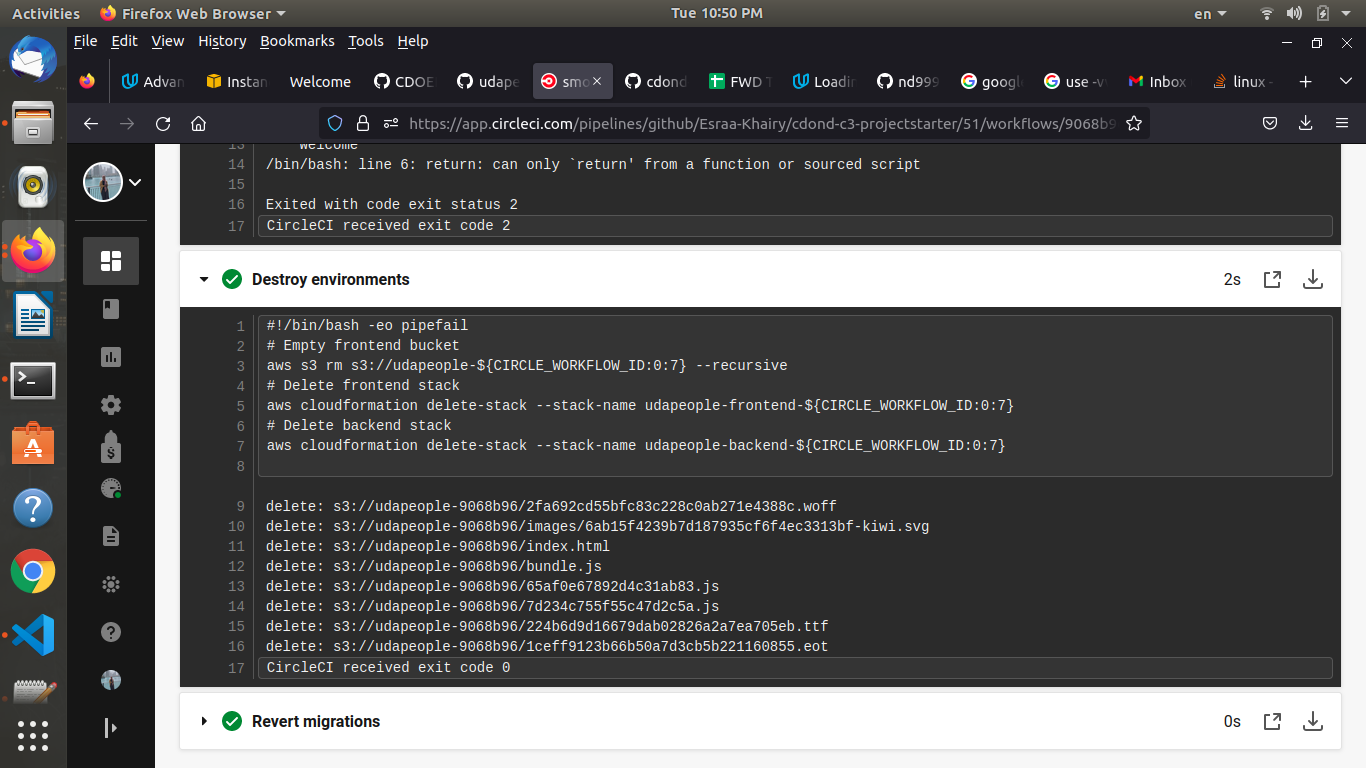 Activities
Firefox Web Browser
Tue 10:50 PM
en
File Edit View History Bookmarks Tools Help
Advan
Instan
Welcome
CDOE
udape
smo
cdond
FWD T
Loadin
nd999
googl
use -v
Inbox
linux -
https://app.circleci.com/pipelines/github/Esraa-Khairy/cdond-c3-projectstarter/51/workflows/9068b9
13 Welcome
14 /bin/bash: line 6: return: can only `return' from a function or sourced script
15
16 Exited with code exit status 2
17 CircleCI received exit code 2
Destroy environments
2s
1 #!/bin/bash -eo pipefail
2 # Empty frontend bucket
3 aws s3 rm s3://udapeople-${CIRCLE_WORKFLOW_ID:0:7} --recursive
4 # Delete frontend stack
5 aws cloudformation delete-stack --stack-name udapeople-frontend-${CIRCLE_WORKFLOW_ID:0:7}
6 # Delete backend stack
7 aws cloudformation delete-stack --stack-name udapeople-backend-${CIRCLE_WORKFLOW_ID:0:7}
8
9 delete: s3://udapeople-9068b96/2fa692cd55bfc83c228c0ab271e4388c.woff
10 delete: s3://udapeople-9068b96/images/6ab15f4239b7d187935cf6f4ec3313bf-kiwi.svg
11 delete: s3://udapeople-9068b96/index.html
12 delete: s3://udapeople-9068b96/bundle.js
13 delete: s3://udapeople-9068b96/65af0e67892d4c31ab83.js
14 delete: s3://udapeople-9068b96/7d234c755f55c47d2c5a.js
15 delete: s3://udapeople-9068b96/224b6d9d16679dab02826a2a7ea705eb.ttf
16 delete: s3://udapeople-9068b96/1ceff9123b66b50a7d3cb5b221160855.eot
17 CircleCI received exit code 0
Revert migrations
0s